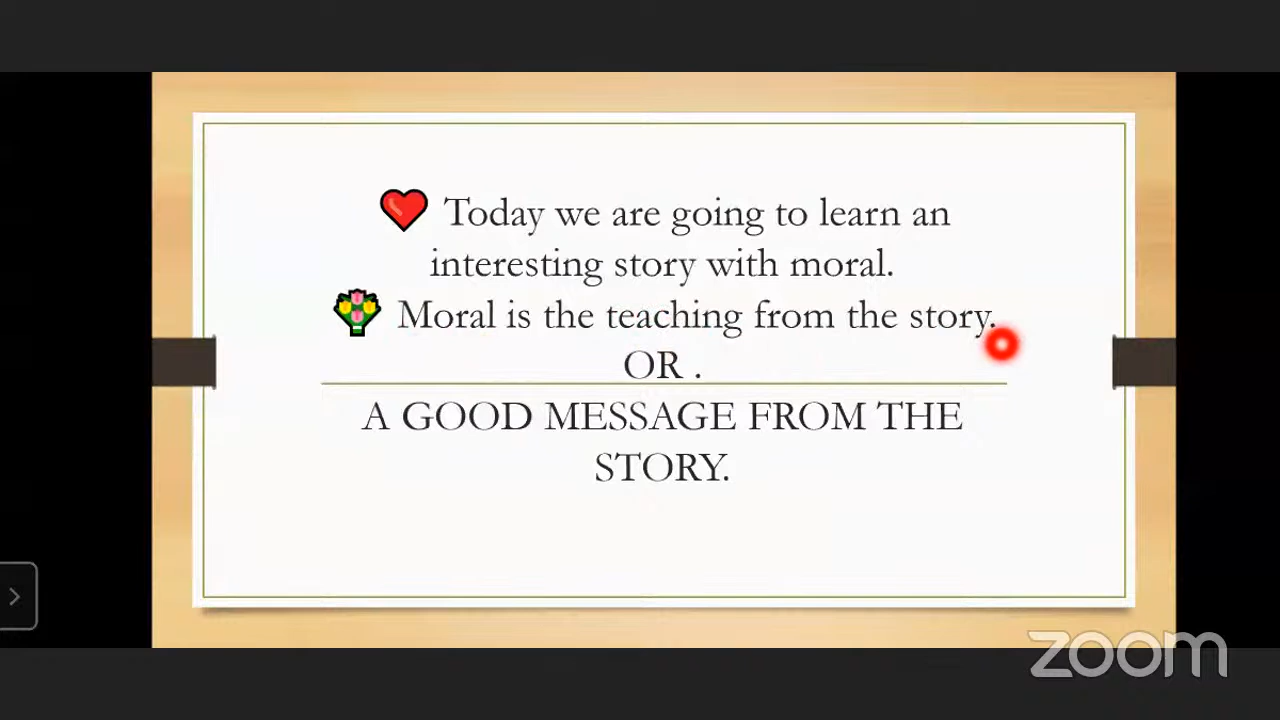 ❤️ Today we are going to learn an
interesting story with moral.
💐 Moral is the teaching from the story.
OR .
A GOOD MESSAGE FROM THE
STORY.
zoom